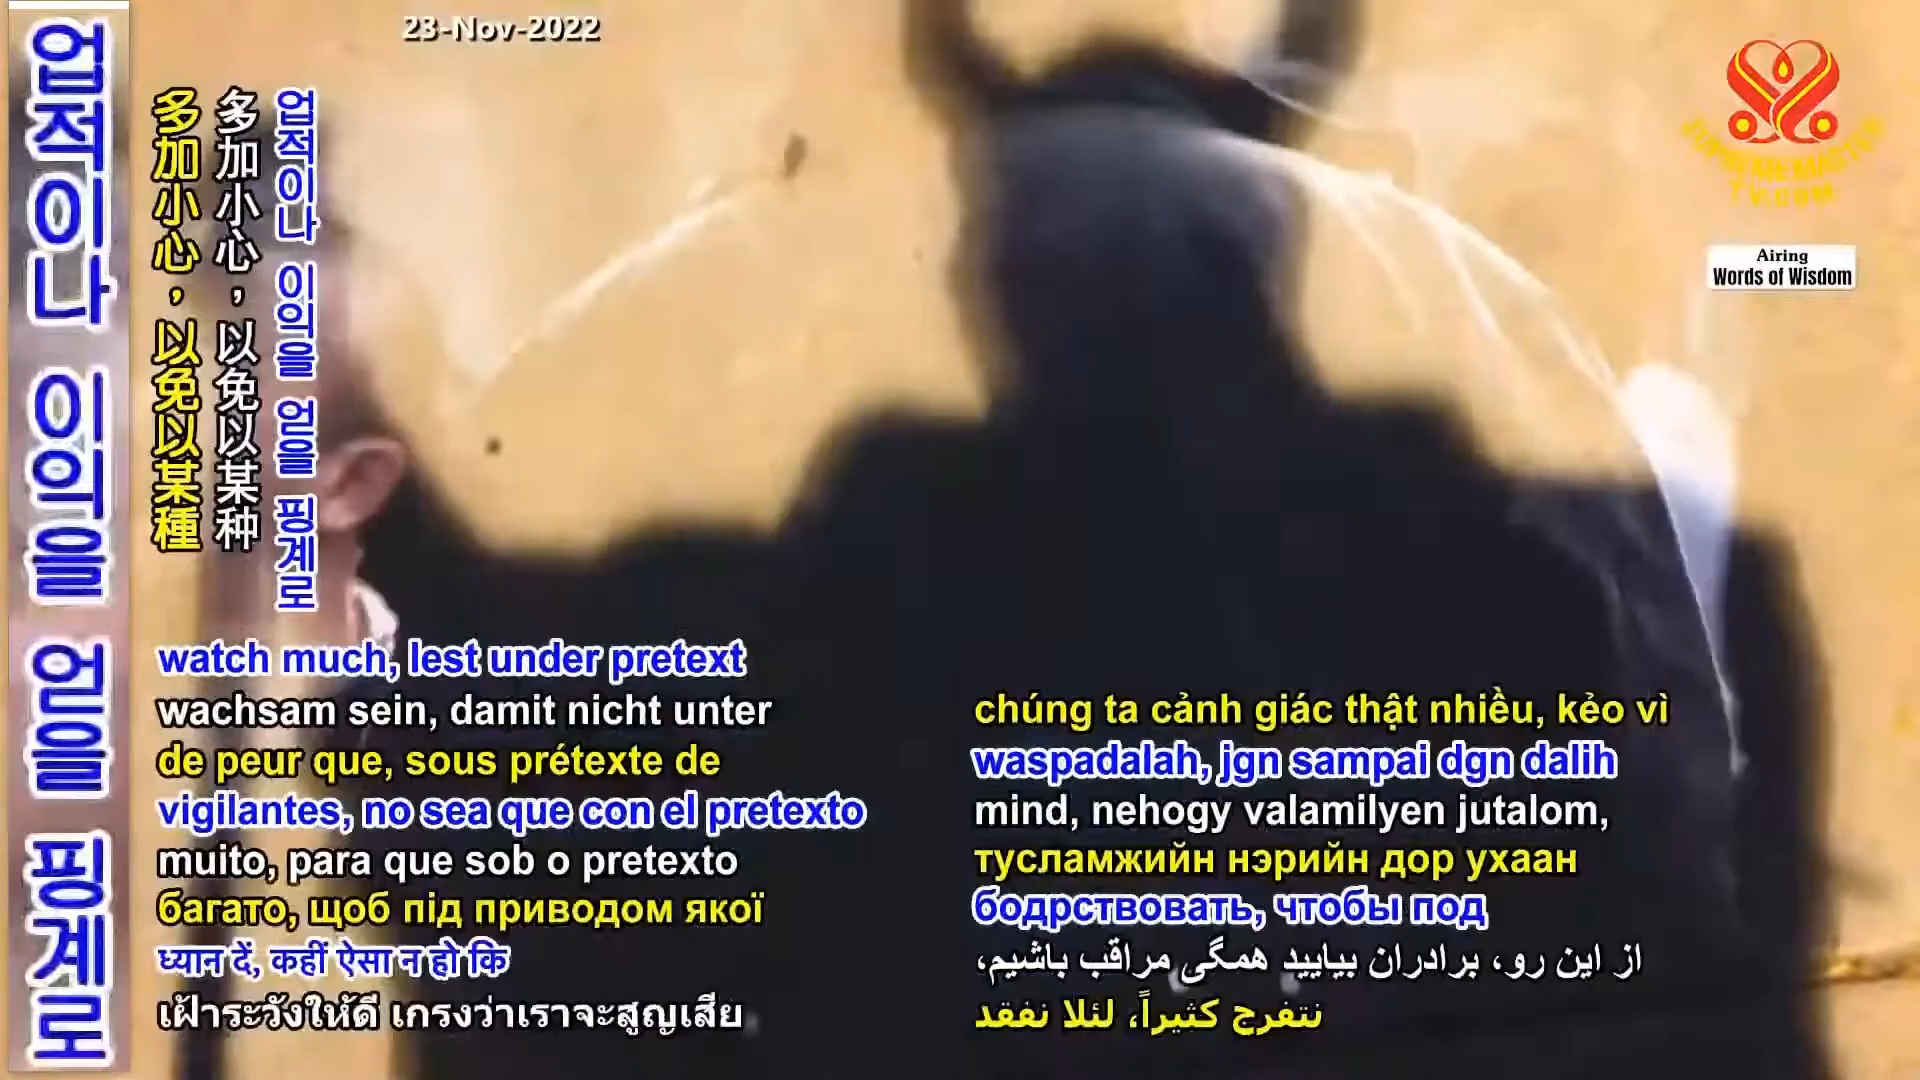 23-Nov-2022
업적이나 이익을 얻을 핑계로
多加小心，以免以某種
多加小心，以免以某种
업적이나 이익을 얻을 핑계로
SUPREMEMASTER
TV.COM
Airing
Words of Wisdom
watch much, lest under pretext
wachsam sein, damit nicht unter
de peur que, sous prétexte de
vigilantes, no sea que con el pretexto
muito, para que sob o pretexto
багато, щоб під приводом якої
ध्यान दें, कहीं ऐसा न हो कि
เฝ้าระวังให้ดี เกรงว่าเราจะสูญเสีย
chúng ta cảnh giác thật nhiều, kẻo vì
waspadalah, jgn sampai dgn dalih
mind, nehogy valamilyen jutalom,
тусламжийн нэрийн дор ухаан
бодрствовать, чтобы под
از این رو، برادران بیایید همگی مراقب باشیم،
نتفرج كثيراً، لئلا نفقد